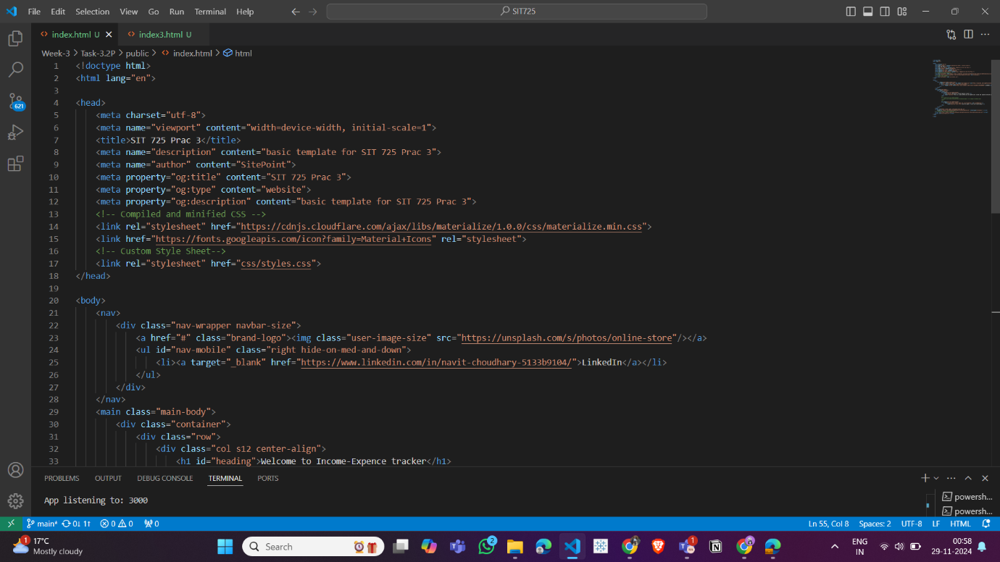 File Edit Selection View Go Run Terminal Help
SIT725
index.html U
index3.html U
Week-3 > Task-3.2P > public > index.html > html
1 <!doctype html>
2 <html lang="en">
3
4 <head>
5 <meta charset="utf-8">
6 <meta name="viewport" content="width=device-width, initial-scale=1">
7 <title>SIT 725 Prac 3</title>
8 <meta name="description" content="basic template for SIT 725 Prac 3">
9 <meta name="author" content="SitePoint">
10 <meta property="og:title" content="SIT 725 Prac 3">
11 <meta property="og:type" content="website">
12 <meta property="og:description" content="basic template for SIT 725 Prac 3">
13 <!-- Compiled and minified CSS -->
14 <link rel="stylesheet" href="https://cdnjs.cloudflare.com/ajax/libs/materialize/1.0.0/css/materialize.min.css">
15 <link href="https://fonts.googleapis.com/icon?family=Material+Icons" rel="stylesheet">
16 <!-- Custom Style Sheet-->
17 <link rel="stylesheet" href="css/styles.css">
18 </head>
19
20 <body>
21 <nav>
22 <div class="nav-wrapper navbar-size">
23 <a href="#" class="brand-logo"><img class="user-image-size" src="https://unsplash.com/s/photos/online-store"/></a>
24 <ul id="nav-mobile" class="right hide-on-med-and-down">
25 <li><a target="_blank" href="https://www.linkedin.com/in/navit-choudhary-5133b9104/">LinkedIn</a></li>
26 </ul>
27 </div>
28 </nav>
29 <main class="main-body">
30 <div class="container">
31 <div class="row">
32 <div class="col s12 center-align">
33 <h1 id="heading">Welcome to Income-Expence tracker</h1>
621
PROBLEMS OUTPUT DEBUG CONSOLE TERMINAL PORTS
App listening to: 3000
powersh...
powersh...
main* 0↓ 1↑ 0 0 0
Ln 55, Col 8 Spaces: 2 UTF-8 LF HTML
1 17°C
Mostly cloudy
Search
2
1
ENG
IN
00:58
29-11-2024